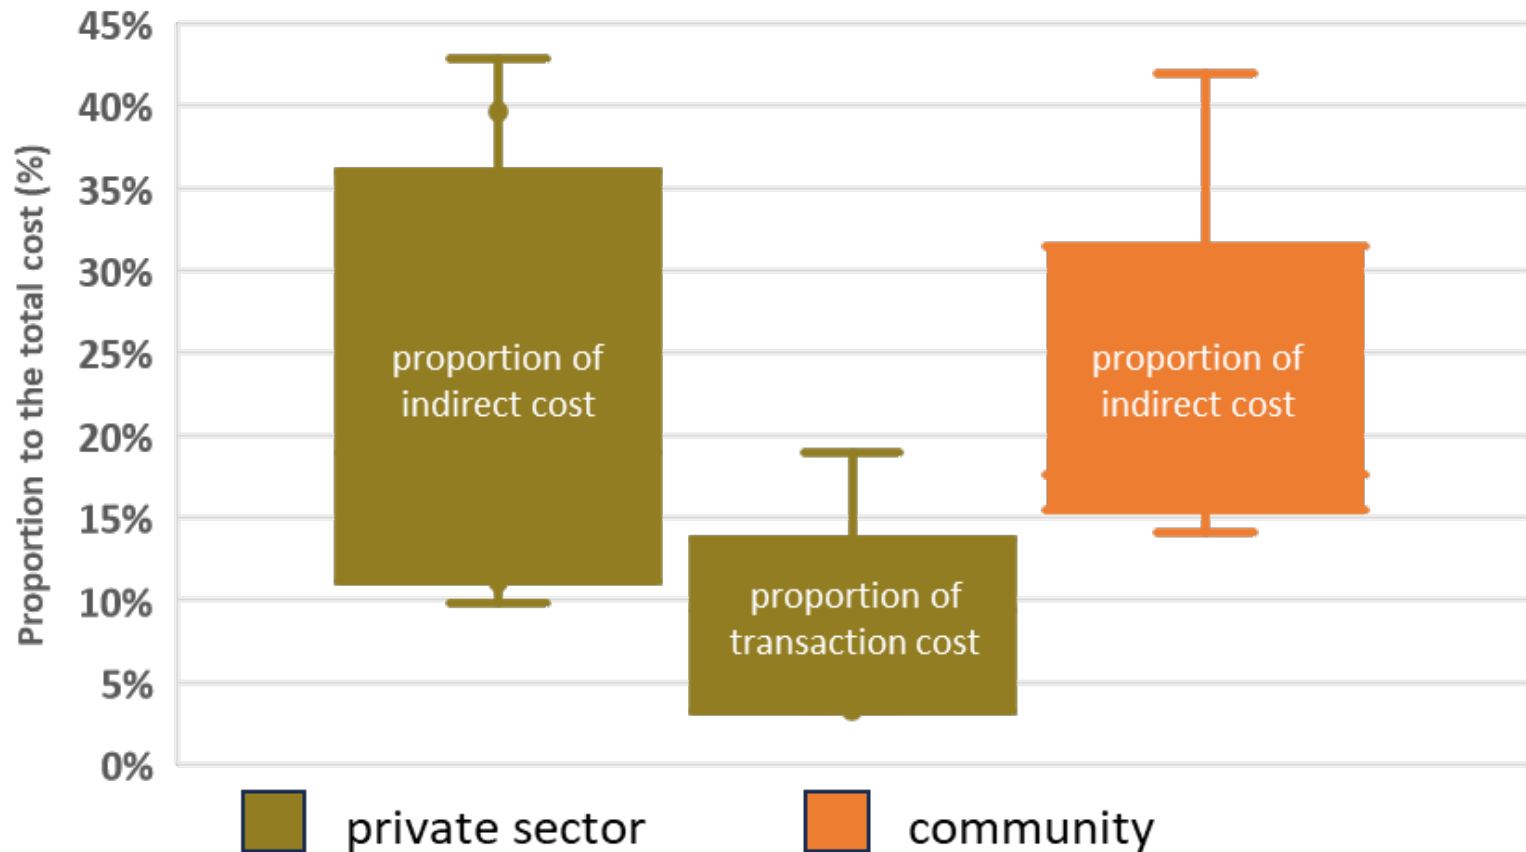 Proportion to the total cost (%)
45%
40%
35%
30%
25%
20%
15%
10%
5%
0%
proportion of
indirect cost
proportion of
transaction cost
proportion of
indirect cost
private sector
community